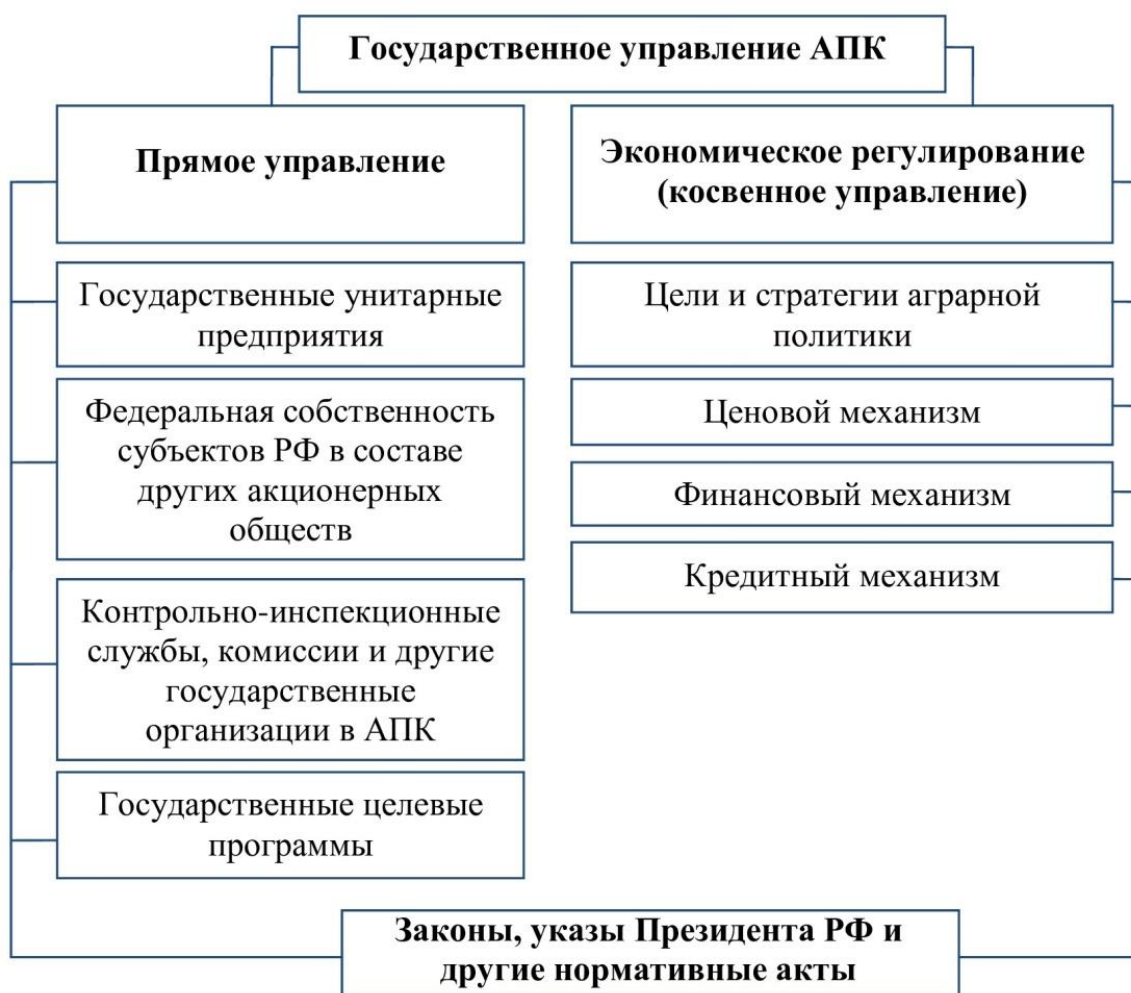 Государственное управление АПК
Прямое управление
Экономическое регулирование
(косвенное управление)
Государственные унитарные
предприятия
Федеральная собственность
субъектов РФ в составе
других акционерных
обществ
Контрольно-инспекционные
службы, комиссии и другие
государственные
организации в АПК
Государственные целевые
программы
Цели и стратегии аграрной
политики
Ценовой механизм
Финансовый механизм
Кредитный механизм
Законы, указы Президента РФ и
другие нормативные акты